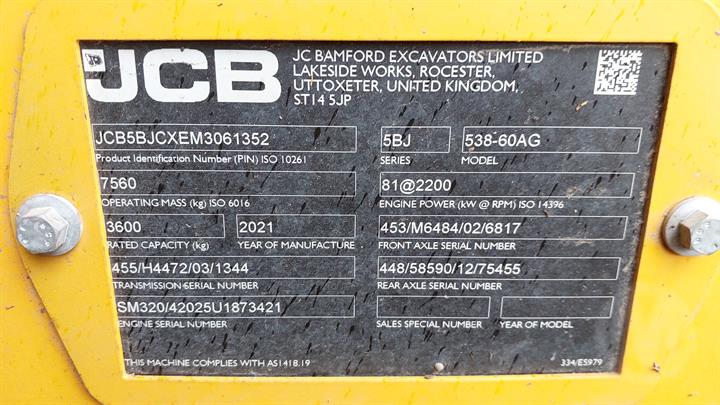 JCB
JC BAMFORD EXCAVATORS LIMITED
LAKESIDE WORKS, ROCESTER,
UTTOXETER, UNITED KINGDOM,
ST14 5JP
JCB5BJCXEM3061352
Product Identification Number (PIN) ISO 10261
5BJ
SERIES
538-60AG
MODEL
7560
OPERATING MASS (kg) ISO 6016
81@2200
ENGINE POWER (kW @ RPM) ISO 14396
3600
RATED CAPACITY (kg)
2021
YEAR OF MANUFACTURE
453/M6484/02/6817
FRONT AXLE SERIAL NUMBER
455/H4472/03/1344
TRANSMISSION SERIAL NUMBER
448/58590/12/75455
REAR AXLE SERIAL NUMBER
SM320/42025U1873421
ENGINE SERIAL NUMBER
SALES SPECIAL NUMBER
YEAR OF MODEL
THIS MACHINE COMPLIES WITH AS1418.19
334/E5979